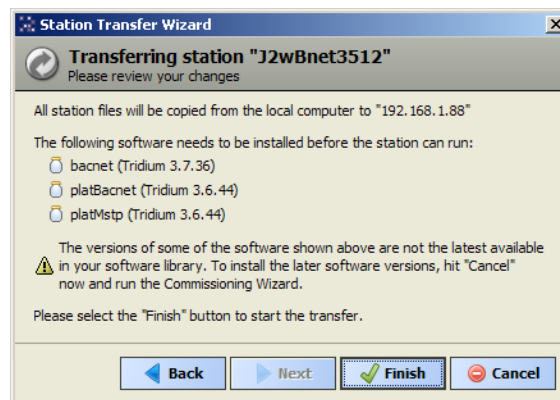 Station Transfer Wizard
Transferring station "J2wBnet3512"
Please review your changes
All station files will be copied from the local computer to "192.168.1.88"
The following software needs to be installed before the station can run:
bacnet (Tridium 3.7.36)
platBacnet (Tridium 3.6.44)
platMstp (Tridium 3.6.44)
The versions of some of the software shown above are not the latest available
in your software library. To install the later software versions, hit "Cancel"
now and run the Commissioning Wizard.
Please select the "Finish" button to start the transfer.
Back Next Finish Cancel